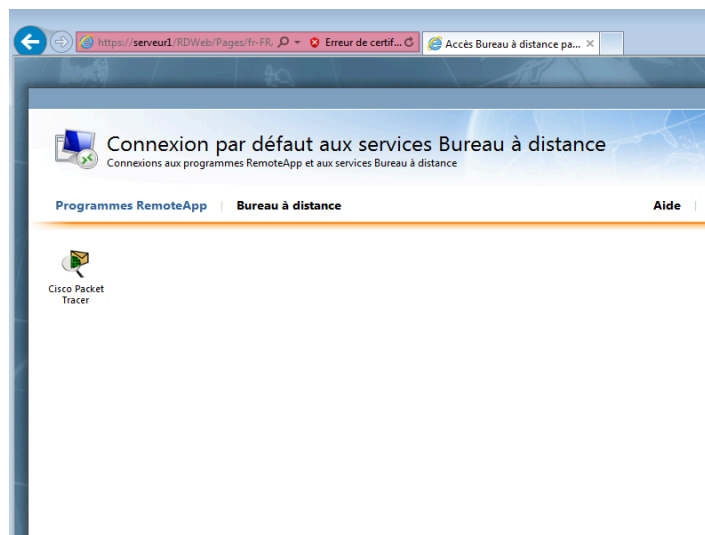 https://serveur1/RDWeb/Pages/fr-FR, Erreur de certif... Accès Bureau à distance pa...
Connexion par défaut aux services Bureau à distance
Connexions aux programmes RemoteApp et aux services Bureau à distance
Programmes RemoteApp | Bureau à distance Aide |
Cisco Packet
Tracer